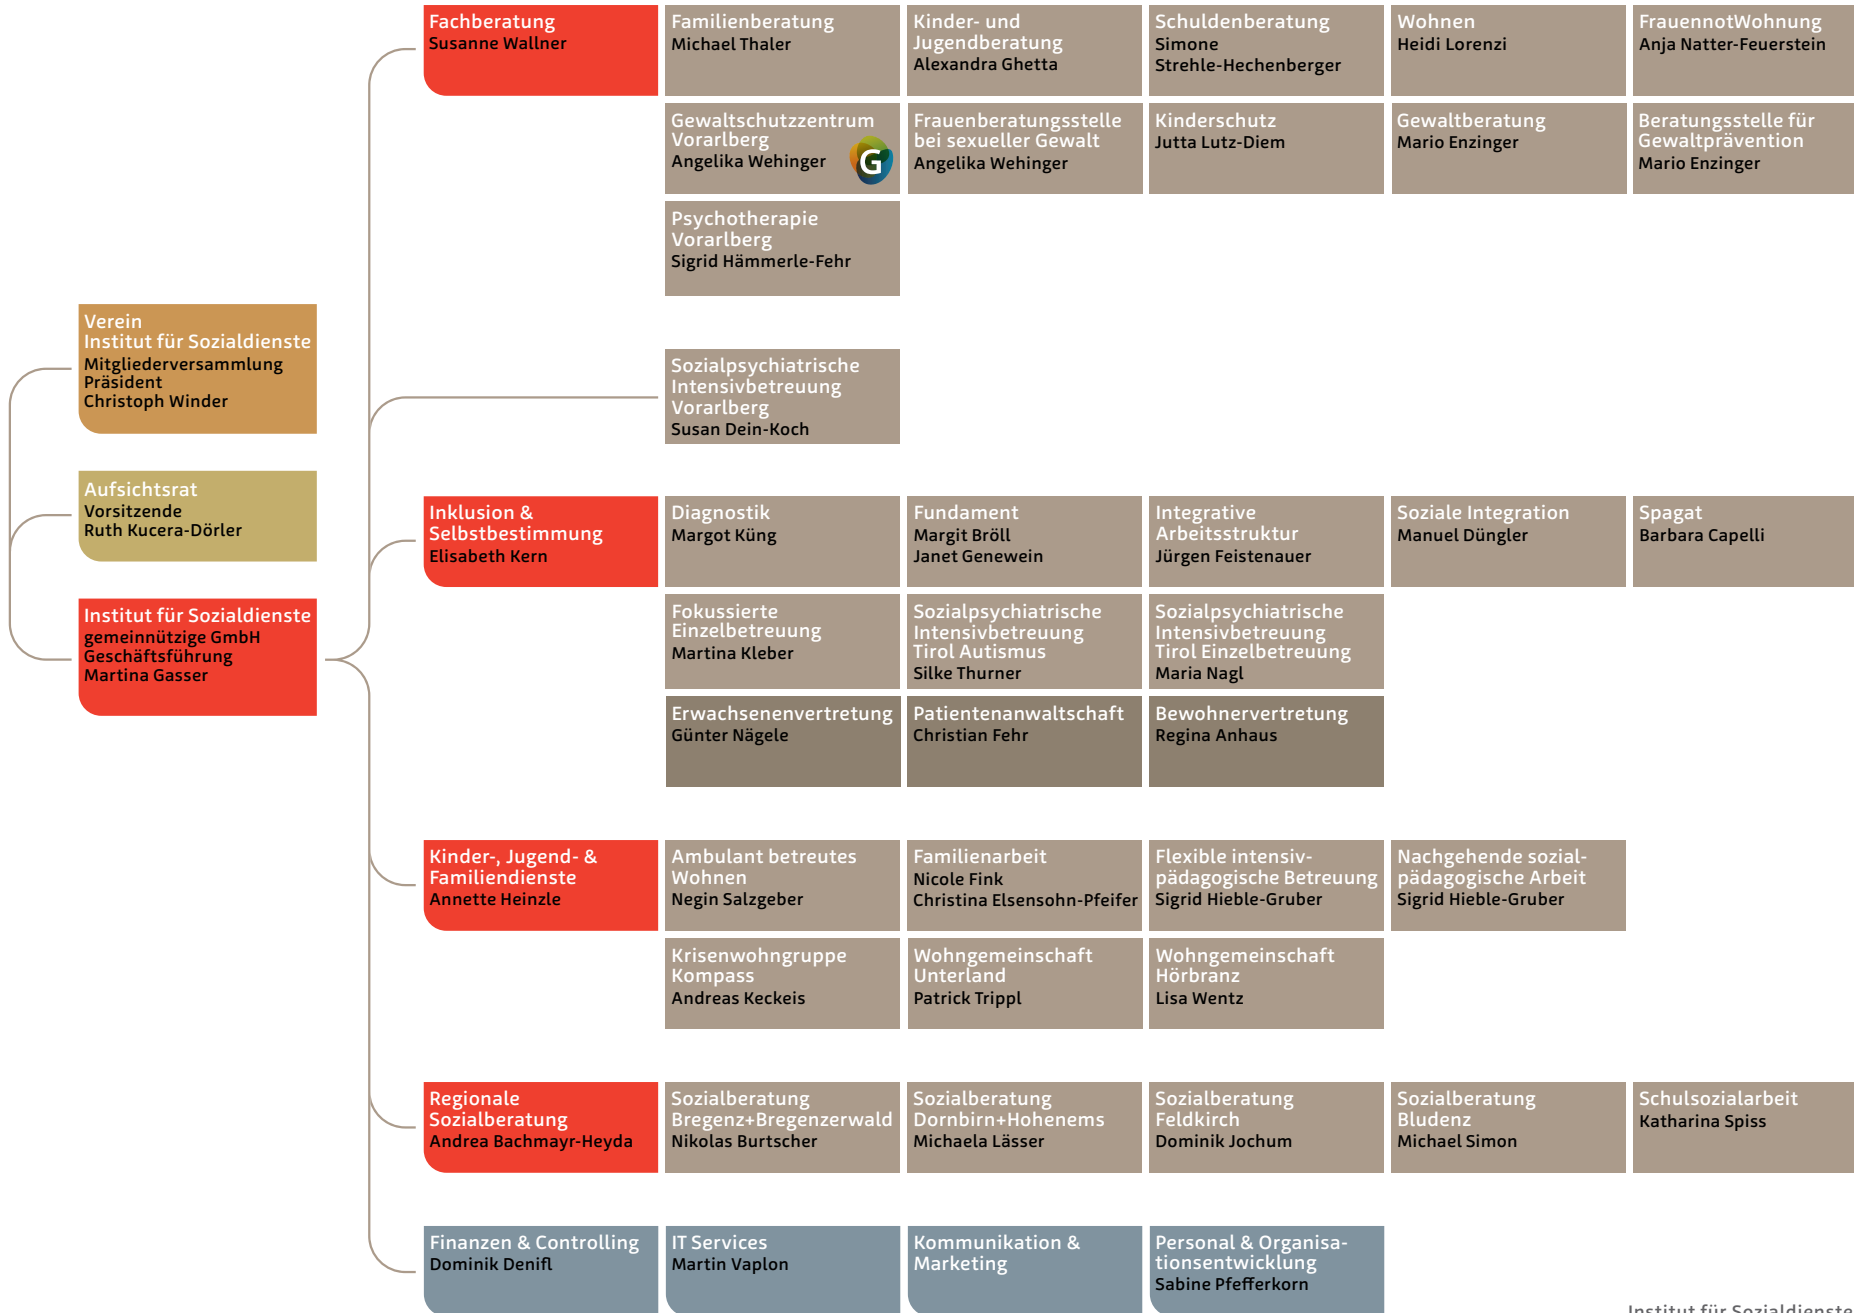 Fachberatung
Susanne Wallner
Familienberatung
Michael Thaler
Kinder- und
Jugendberatung
Alexandra Ghetta
Schuldenberatung
Simone
Strehle-Hechenberger
Wohnen
Heidi Lorenzi
FrauennotWohnung
Anja Natter-Feuerstein
Gewaltschutzzentrum
Vorarlberg
Angelika Wehinger
G
Frauenberatungsstelle
bei sexueller Gewalt
Angelika Wehinger
Kinderschutz
Jutta Lutz-Diem
Gewaltberatung
Mario Enzinger
Beratungsstelle für
Gewaltprävention
Mario Enzinger
Psychotherapie
Vorarlberg
Sigrid Hämmerle-Fehr
Verein
Institut für Sozialdienste
Mitgliederversammlung
Präsident
Christoph Winder
Sozialpsychiatrische
Intensivbetreuung
Vorarlberg
Susan Dein-Koch
Aufsichtsrat
Vorsitzende
Ruth Kucera-Dörler
Institut für Sozialdienste
gemeinnützige GmbH
Geschäftsführung
Martina Gasser
Inklusion &
Selbstbestimmung
Elisabeth Kern
Diagnostik
Margot Küng
Fundament
Margit Bröll
Janet Genewein
Integrative
Arbeitsstruktur
Jürgen Feistenauer
Soziale Integration
Manuel Düngler
Spagat
Barbara Capelli
Fokussierte
Einzelbetreuung
Martina Kleber
Sozialpsychiatrische
Intensivbetreuung
Tirol Autismus
Silke Thurner
Sozialpsychiatrische
Intensivbetreuung
Tirol Einzelbetreuung
Maria Nagl
Erwachsenenvertretung
Günter Nägele
Patientenanwaltschaft
Christian Fehr
Bewohnervertretung
Regina Anhaus
Kinder-, Jugend- &
Familiendienste
Annette Heinzle
Ambulant betreutes
Wohnen
Negin Salzgeber
Familienarbeit
Nicole Fink
Christina Elsensohn-Pfeifer
Flexible intensiv-
pädagogische Betreuung
Sigrid Hieble-Gruber
Nachgehende sozial-
pädagogische Arbeit
Sigrid Hieble-Gruber
Krisenwohngruppe
Kompass
Andreas Keckeis
Wohngemeinschaft
Unterland
Patrick Trippl
Wohngemeinschaft
Hörbranz
Lisa Wentz
Regionale
Sozialberatung
Andrea Bachmayr-Heyda
Sozialberatung
Bregenz+Bregenzerwald
Nikolas Burtscher
Sozialberatung
Dornbirn+Hohenems
Michaela Lässer
Sozialberatung
Feldkirch
Dominik Jochum
Sozialberatung
Bludenz
Michael Simon
Schulsozialarbeit
Katharina Spiss
Finanzen & Controlling
Dominik Denifl
IT Services
Martin Vaplon
Kommunikation &
Marketing
Personal & Organisa-
tionsentwicklung
Sabine Pfefferkorn
Institut für Sozialdienste